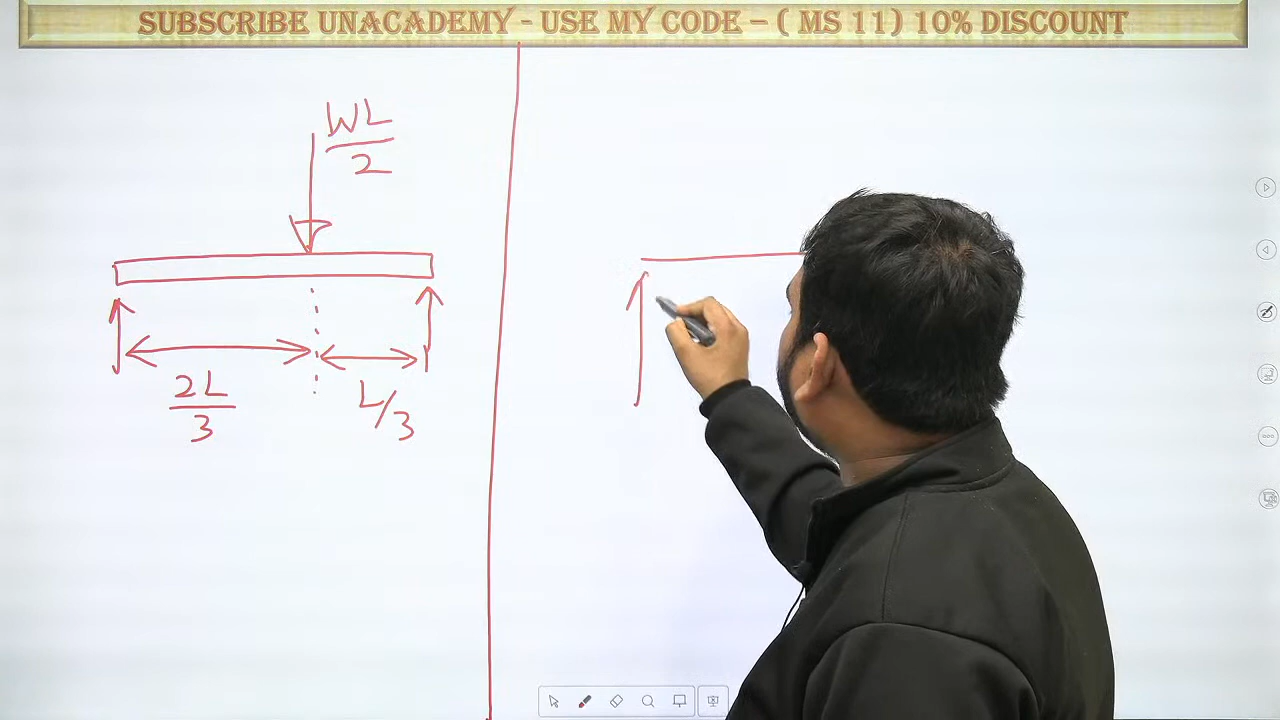 SUBSCRIBE UNACADEMY - USE MY CODE – ( MS 11) 10% DISCOUNT
WL
2
2L
3
L/3